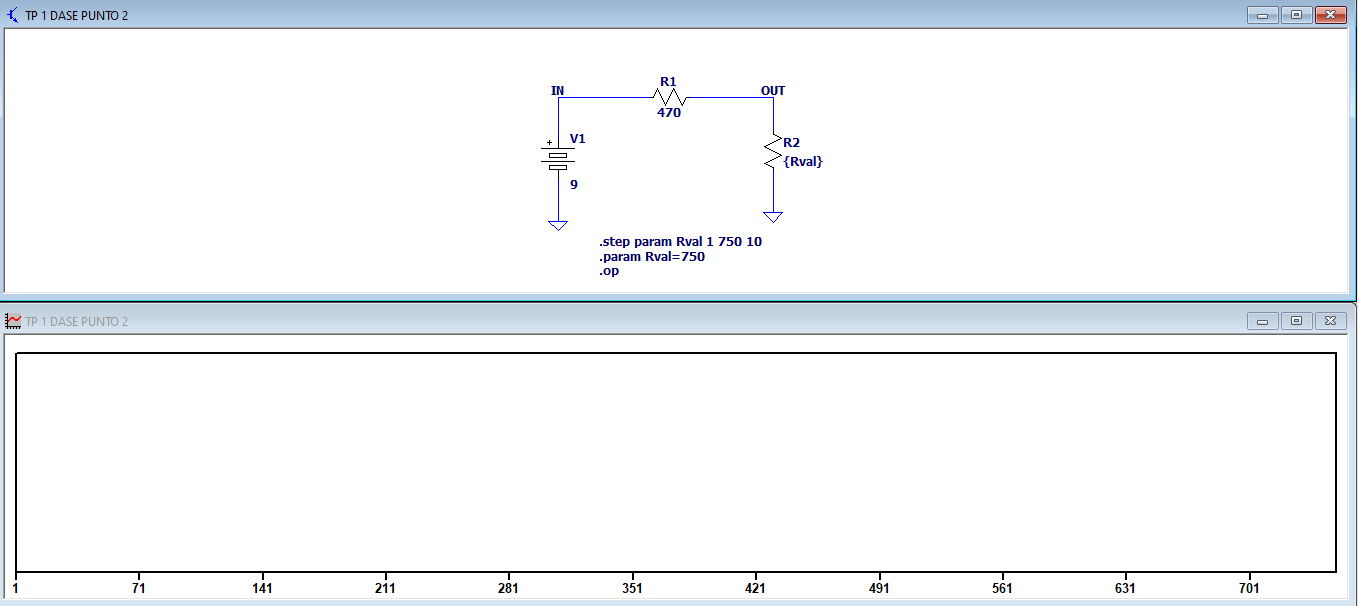 TP 1 DASE PUNTO 2
R1
IN
OUT
470
+
V1
R2
{Rval}
9
.step param Rval 1 750 10
.param Rval=750
.op
TP 1 DASE PUNTO 2
1 71 141 211 281 351 421 491 561 631 701